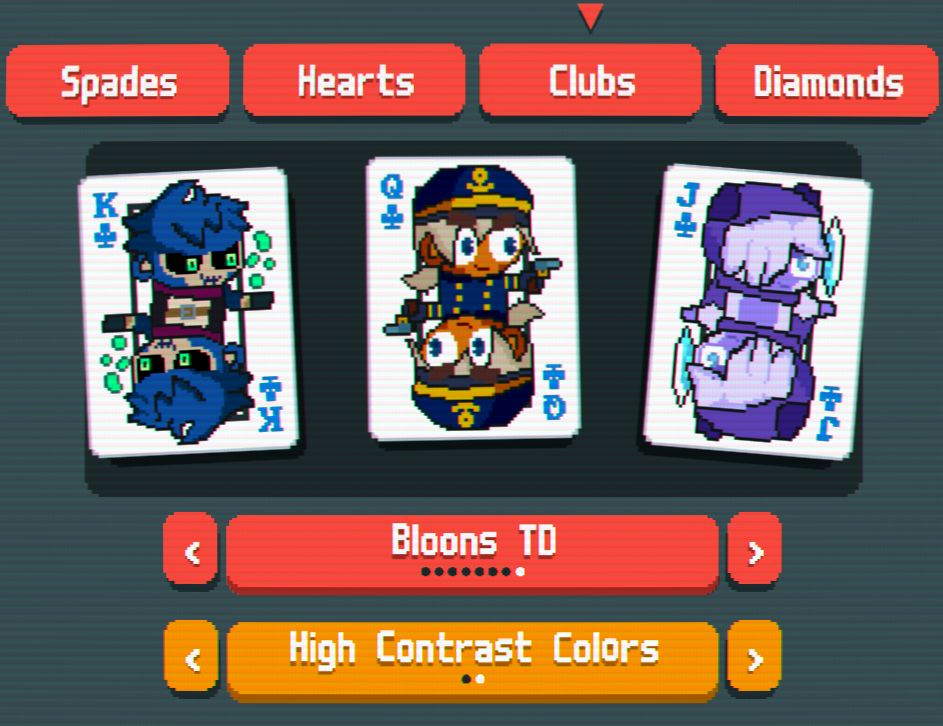 Spades Hearts Clubs Diamonds
K Q J
K Q J
Bloons TD
High Contrast Colors